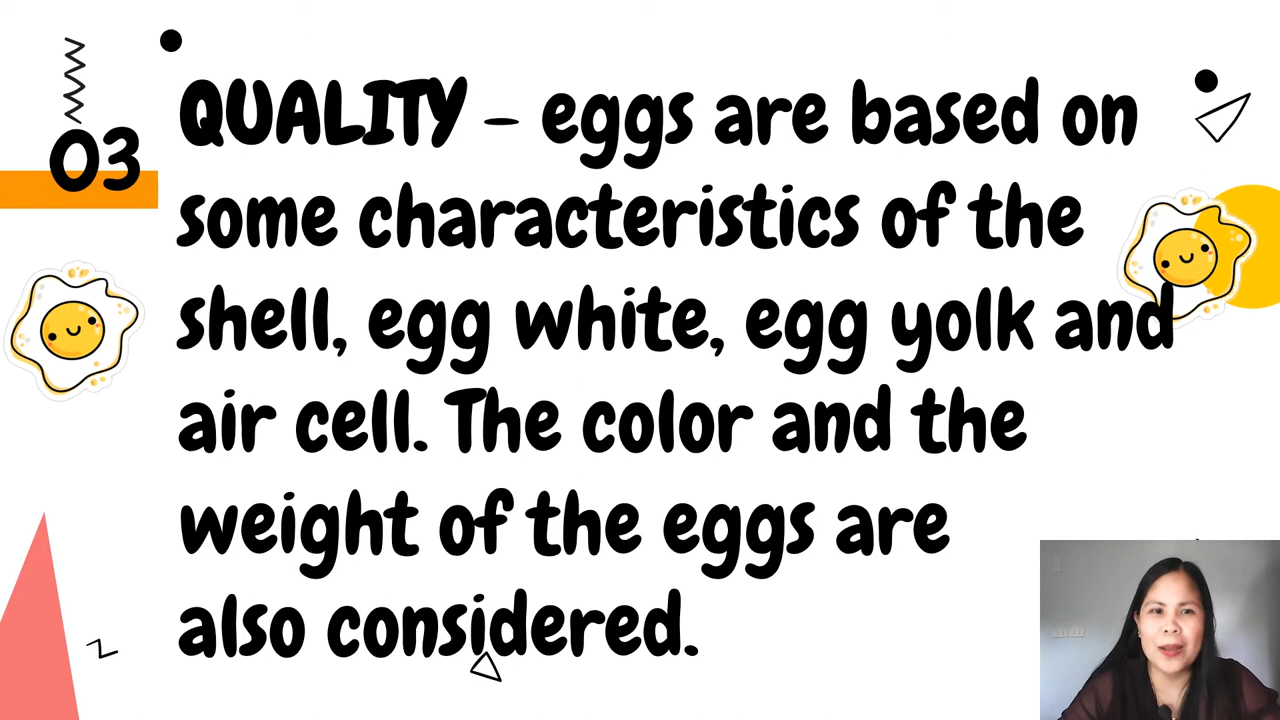 03
QUALITY – eggs are based on
some characteristics of the
shell, egg white, egg yolk and
air cell. The color and the
weight of the eggs are
also considered.